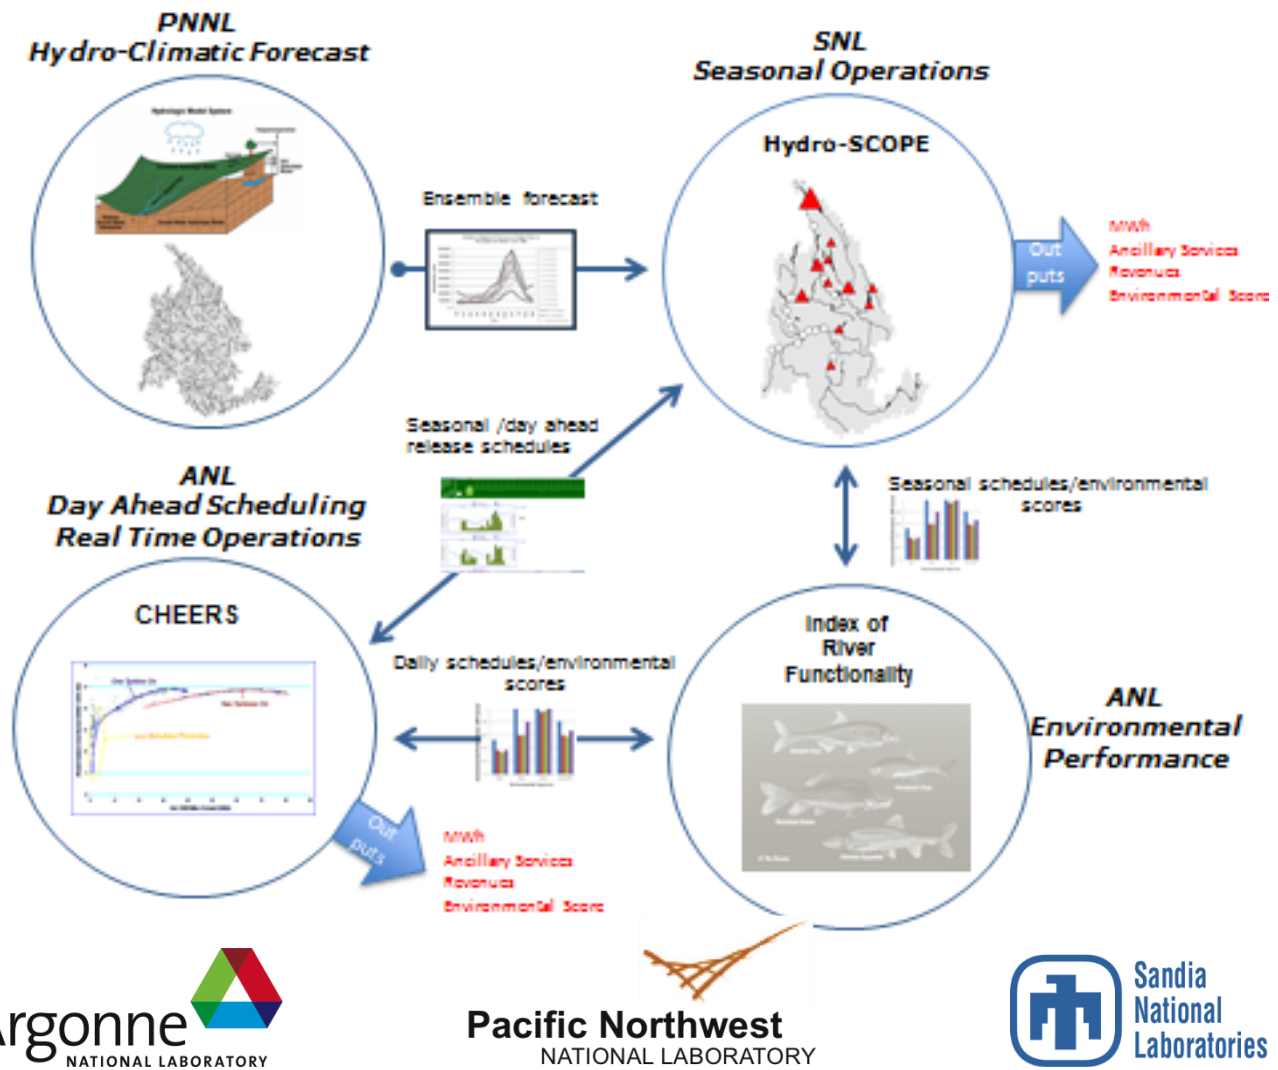 PNNL
Hydro-Climatic Forecast
SNL
Seasonal Operations
Hydrologic Model System
Hydro-SCOPE
Ensemble forecast
Out
puts
MWh
Ancillary Services
Revenues
Environmental Score
Seasonal /day ahead
release schedules
ANL
Day Ahead Scheduling
Real Time Operations
Seasonal schedules/environmental
scores
CHEERS
Index of
River
Functionality
Daily schedules/environmental
scores
ANL
Environmental
Performance
Out
puts
MWh
Ancillary Services
Revenues
Environmental Score
Argonne
NATIONAL LABORATORY
Pacific Northwest
NATIONAL LABORATORY
Sandia
National
Laboratories